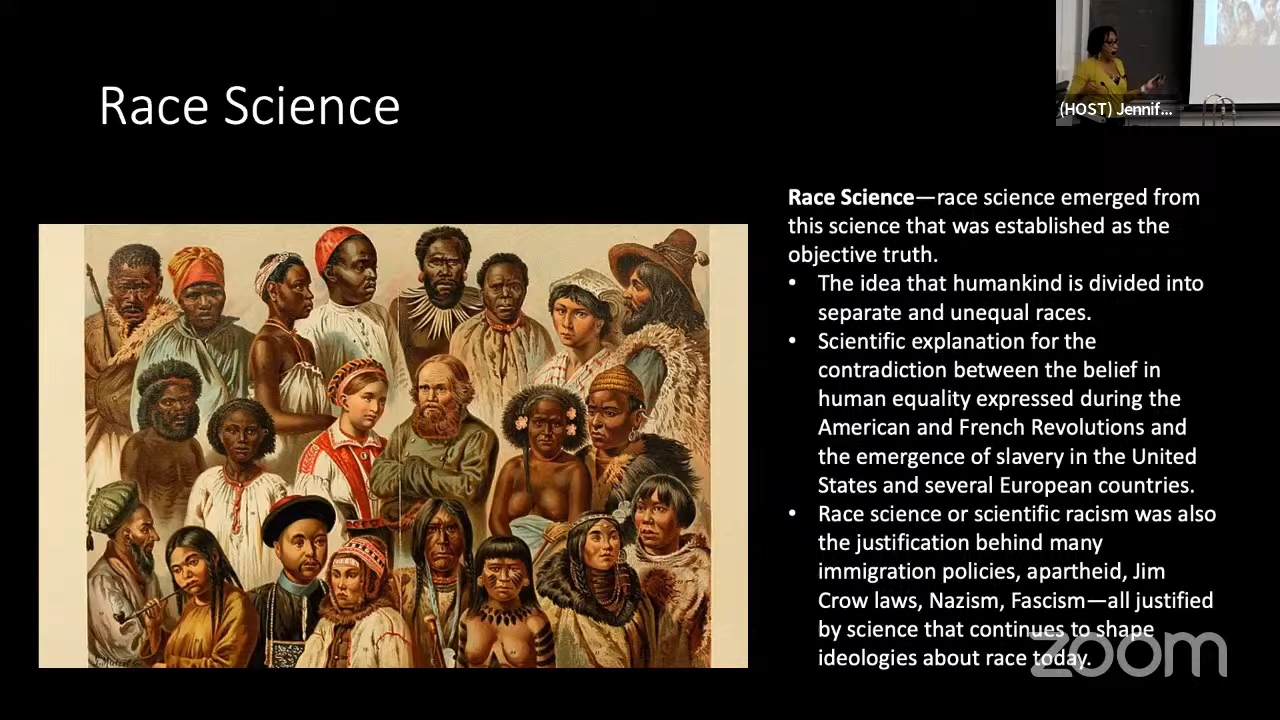 Race Science
(HOST) Jennif...
Race Science—race science emerged from
this science that was established as the
objective truth.
• The idea that humankind is divided into
separate and unequal races.
• Scientific explanation for the
contradiction between the belief in
human equality expressed during the
American and French Revolutions and
the emergence of slavery in the United
States and several European countries.
• Race science or scientific racism was also
the justification behind many
immigration policies, apartheid, Jim
Crow laws, Nazism, Fascism—all justified
by science that continues to shape
ideologies about race today.
zoom